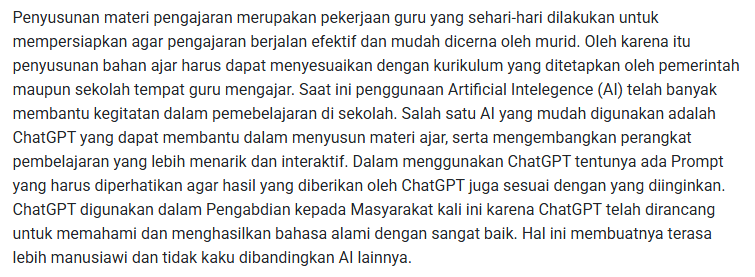 Penyusunan materi pengajaran merupakan pekerjaan guru yang sehari-hari dilakukan untuk
mempersiapkan agar pengajaran berjalan efektif dan mudah dicerna oleh murid. Oleh karena itu
penyusunan bahan ajar harus dapat menyesuaikan dengan kurikulum yang ditetapkan oleh pemerintah
maupun sekolah tempat guru mengajar. Saat ini penggunaan Artificial Intelegence (AI) telah banyak
membantu kegitatan dalam pemebelajaran di sekolah. Salah satu AI yang mudah digunakan adalah
ChatGPT yang dapat membantu dalam menyusun materi ajar, serta mengembangkan perangkat
pembelajaran yang lebih menarik dan interaktif. Dalam menggunakan ChatGPT tentunya ada Prompt
yang harus diperhatikan agar hasil yang diberikan oleh ChatGPT juga sesuai dengan yang diinginkan.
ChatGPT digunakan dalam Pengabdian kepada Masyarakat kali ini karena ChatGPT telah dirancang
untuk memahami dan menghasilkan bahasa alami dengan sangat baik. Hal ini membuatnya terasa
lebih manusiawi dan tidak kaku dibandingkan AI lainnya.